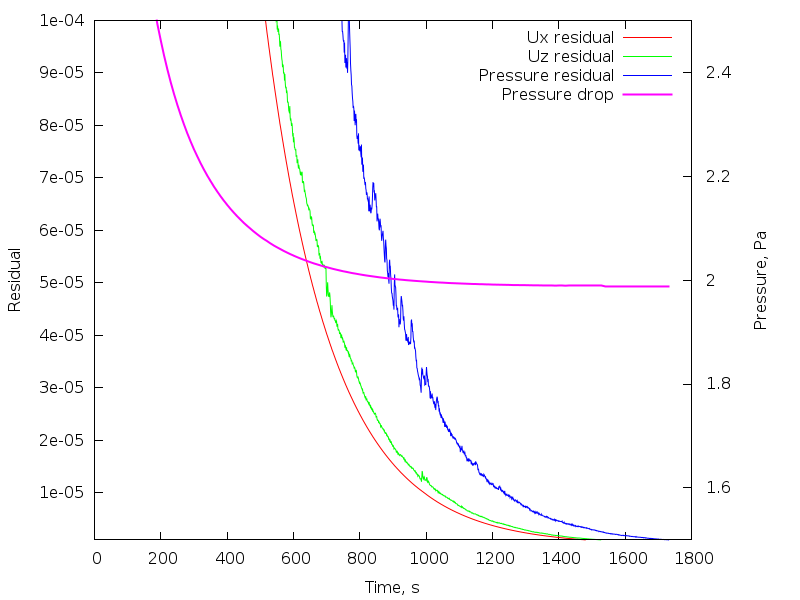 1e-04
9e-05
8e-05
7e-05
6e-05
5e-05
4e-05
3e-05
2e-05
1e-05
Residual
Ux residual
Uz residual
Pressure residual
Pressure drop
2.4
2.2
2
1.8
1.6
Pressure, Pa
0 200 400 600 800 1000 1200 1400 1600 1800
Time, s